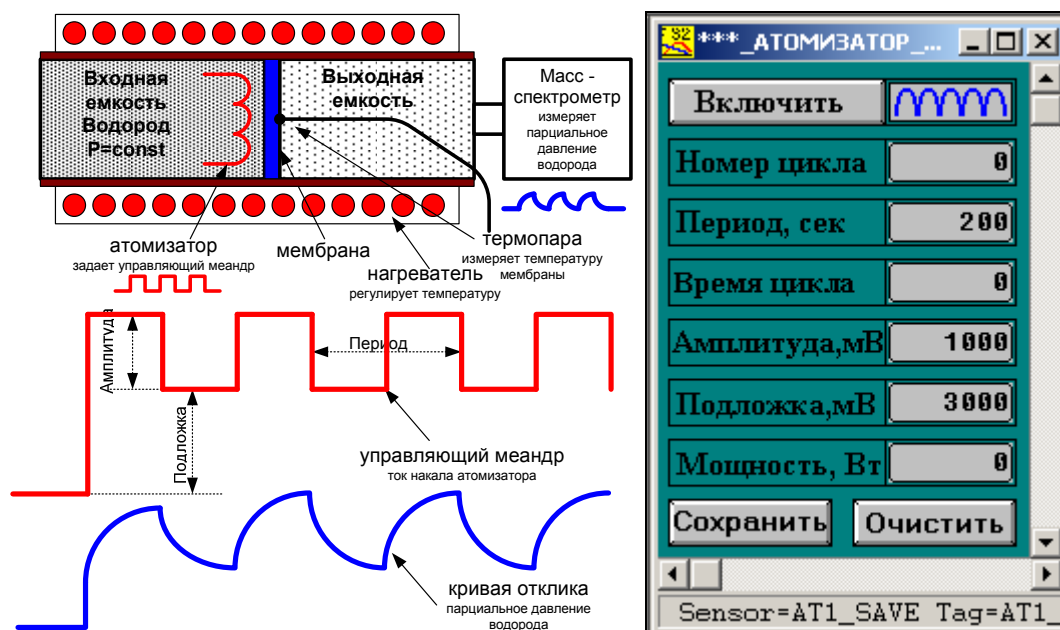 Входная
емкость
Водород
P=const
Выходная
емкость
Масс -
спектрометр
измеряет
парциальное
давление
водорода
атомизатор
задает управляющий меандр
мембрана
термопара
измеряет температуру
мембраны
нагреватель
регулирует температуру
Амплитуда
Период
Подложка
управляющий меандр
ток накала атомизатора
кривая отклика
парциальное давление
водорода
***_АТОМИЗАТОР_...
Включить
Номер цикла 0
Период, сек 200
Время цикла 0
Амплитуда,мВ 1000
Подложка,мВ 3000
Мощность, Вт 0
Сохранить Очистить
Sensor=AT1_SAVE Tag=AT1_